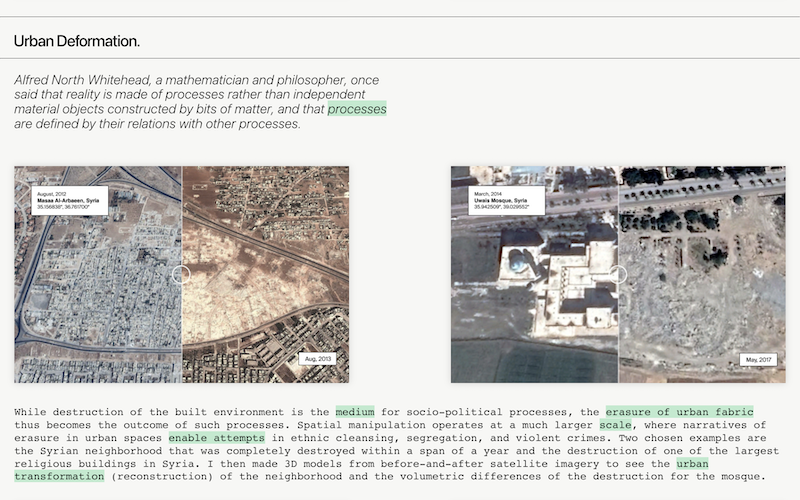 Urban Deformation.
Alfred North Whitehead, a mathematician and philosopher, once
said that reality is made of processes rather than independent
material objects constructed by bits of matter, and that processes
are defined by their relations with other processes.
August, 2012
Masaa Al-Arbaeen, Syria
35.156838°, 36.761700°
Aug, 2013
March, 2014
Uwais Mosque, Syria
35.942509°, 39.029552°
May, 2017
While destruction of the built environment is the medium for socio-political processes, the erasure of urban fabric
thus becomes the outcome of such processes. Spatial manipulation operates at a much larger scale, where narratives of
erasure in urban spaces enable attempts in ethnic cleansing, segregation, and violent crimes. Two chosen examples are
the Syrian neighborhood that was completely destroyed within a span of a year and the destruction of one of the largest
religious buildings in Syria. I then made 3D models from before-and-after satellite imagery to see the urban
transformation (reconstruction) of the neighborhood and the volumetric differences of the destruction for the mosque.